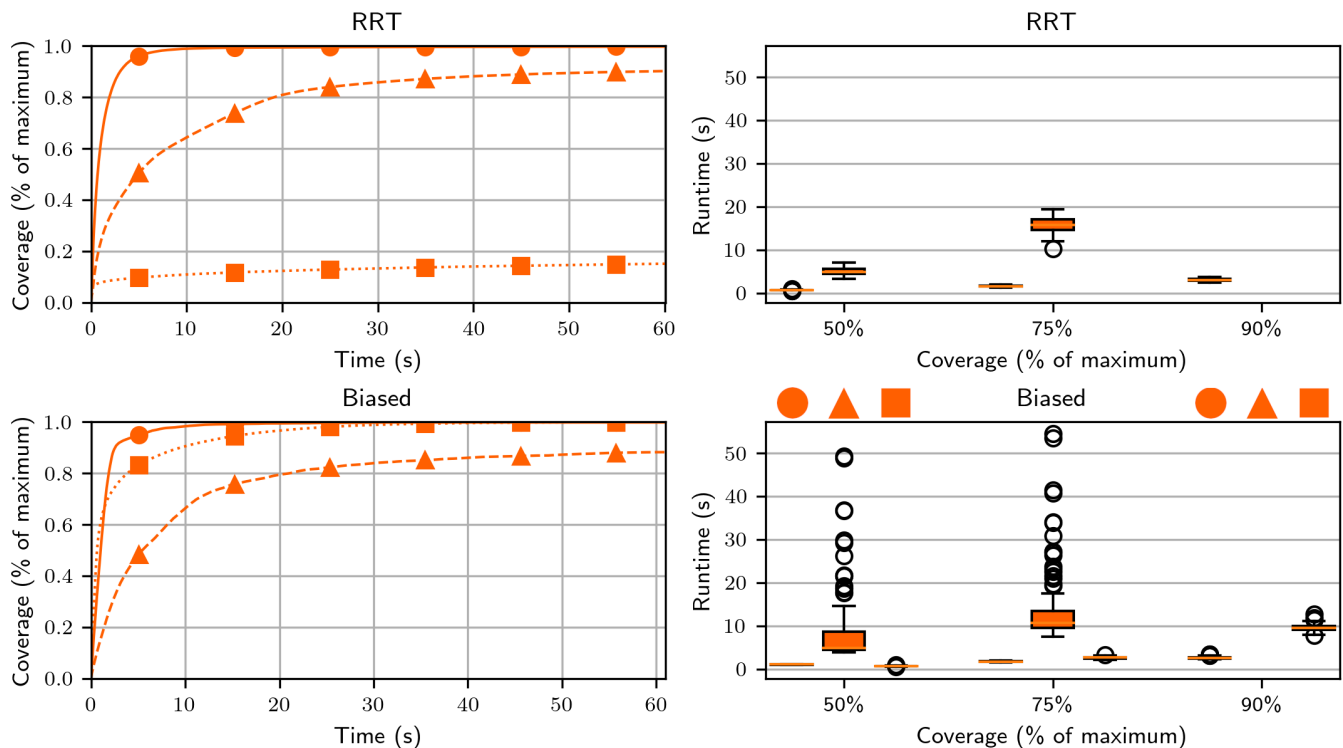 RRT
Coverage (% of maximum)
1.0
0.8
0.6
0.4
0.2
0.0
0 10 20 30 40 50 60
Time (s)
RRT
Runtime (s)
50
40
30
20
10
0
50% 75% 90%
Coverage (% of maximum)
Biased
Coverage (% of maximum)
1.0
0.8
0.6
0.4
0.2
0.0
0 10 20 30 40 50 60
Time (s)
Biased
Runtime (s)
50
40
30
20
10
0
50% 75% 90%
Coverage (% of maximum)